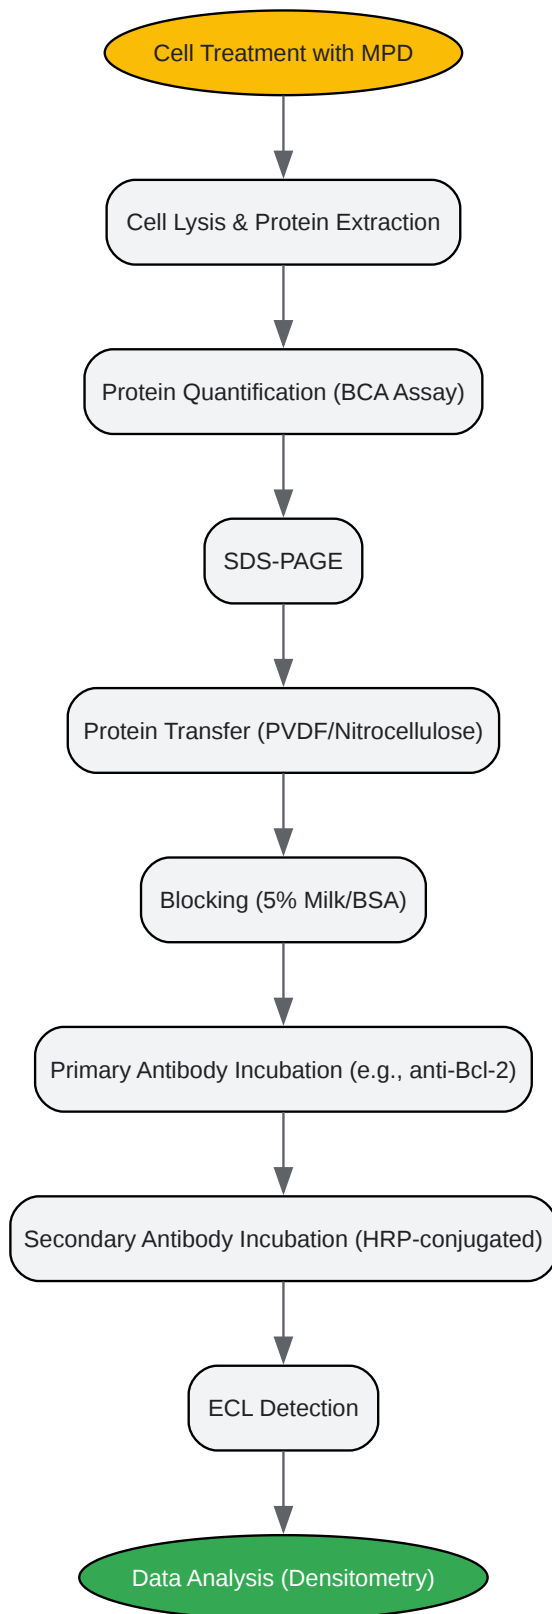 Cell Treatment with MPD
Cell Lysis & Protein Extraction
Protein Quantification (BCA Assay)
SDS-PAGE
Protein Transfer (PVDF/Nitrocellulose)
Blocking (5% Milk/BSA)
Primary Antibody Incubation (e.g., anti-Bcl-2)
Secondary Antibody Incubation (HRP-conjugated)
ECL Detection
Data Analysis (Densitometry)